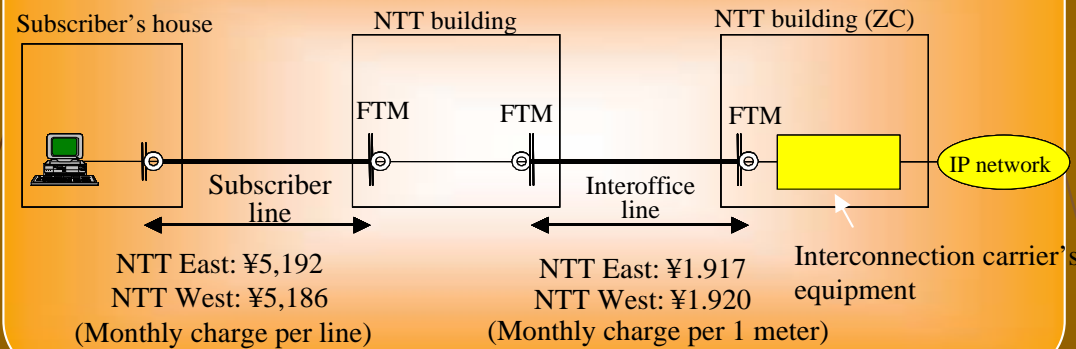 Subscriber's house
NTT building
NTT building (ZC)
FTM
FTM
FTM
IP network
Subscriber
line
Interoffice
line
Interconnection carrier's
equipment
NTT East: ¥5,192
NTT West: ¥5,186
(Monthly charge per line)
NTT East: ¥1.917
NTT West: ¥1.920
(Monthly charge per 1 meter)